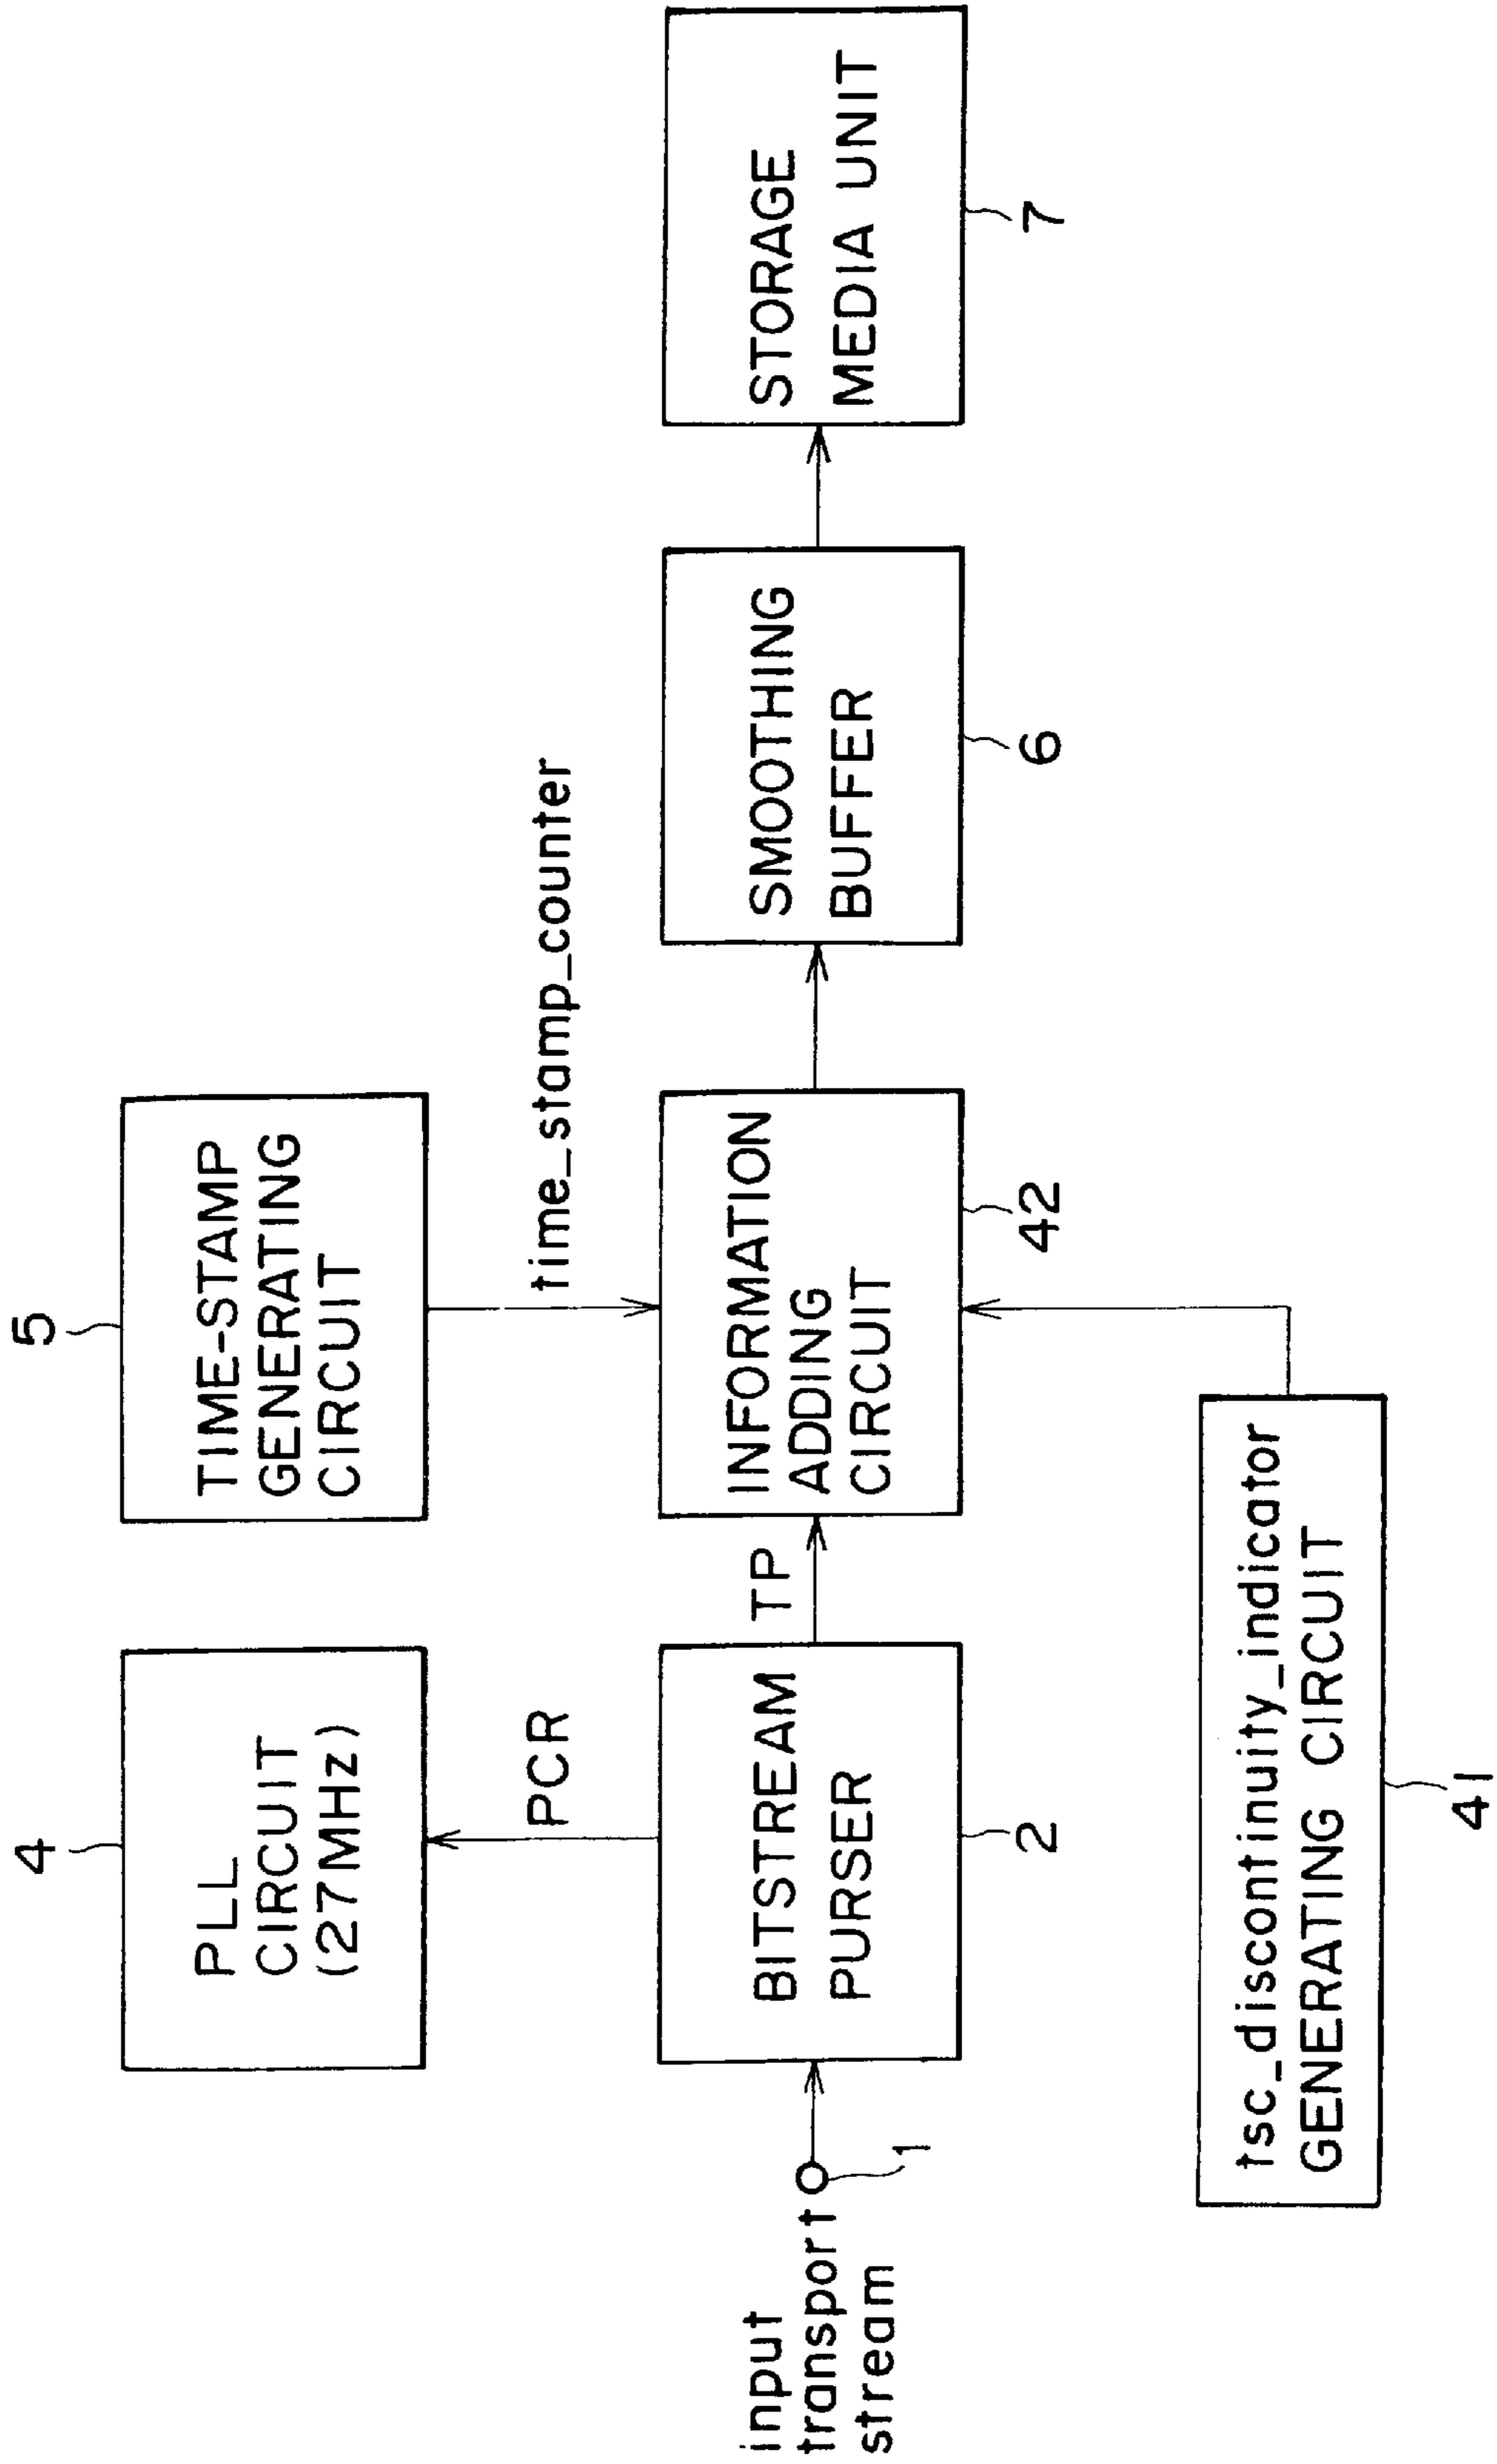 4
PLL
CIRCUIT
(27MHz)
5
TIME-STAMP
GENERATING
CIRCUIT
PCR
time_stamp_counter
input
transport
stream
1
BITSTREAM
PURSER
2
TP
INFORMATION
ADDING
CIRCUIT
42
SMOOTHING
BUFFER
6
STORAGE
MEDIA UNIT
7
tsc_discontinuity_indicator
GENERATING CIRCUIT
41